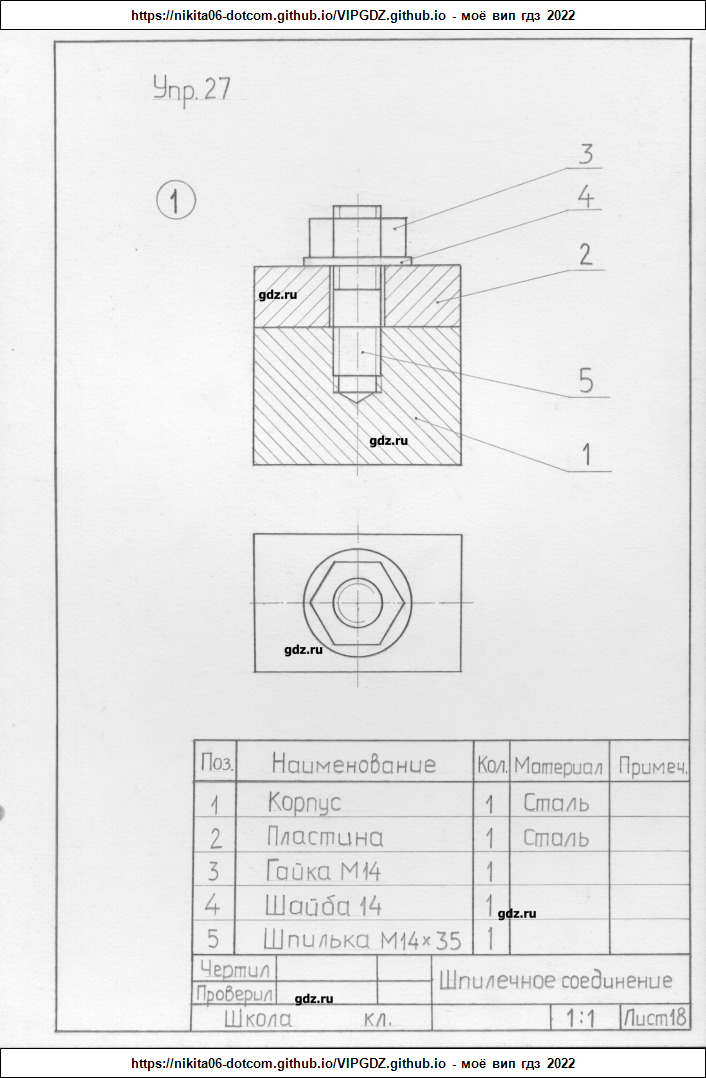 https://nikita06-dotcom.github.io/VIPGDZ.github.io - моё вип гдз 2022
Упр. 27
1
3
4
2
gdz.ru
5
gdz.ru
1
gdz.ru
Поз. Наименование Кол. Материал Примеч.
1 Корпус 1 Сталь
2 Пластина 1 Сталь
3 Гайка М14 1
4 Шайба 14 1
gdz.ru
5 Шпилька М14×35 1
Чертил
Шпилечное соединение
Проверил
gdz.ru
Школа кл. 1:1 Лист 18
https://nikita06-dotcom.github.io/VIPGDZ.github.io - моё вип гдз 2022